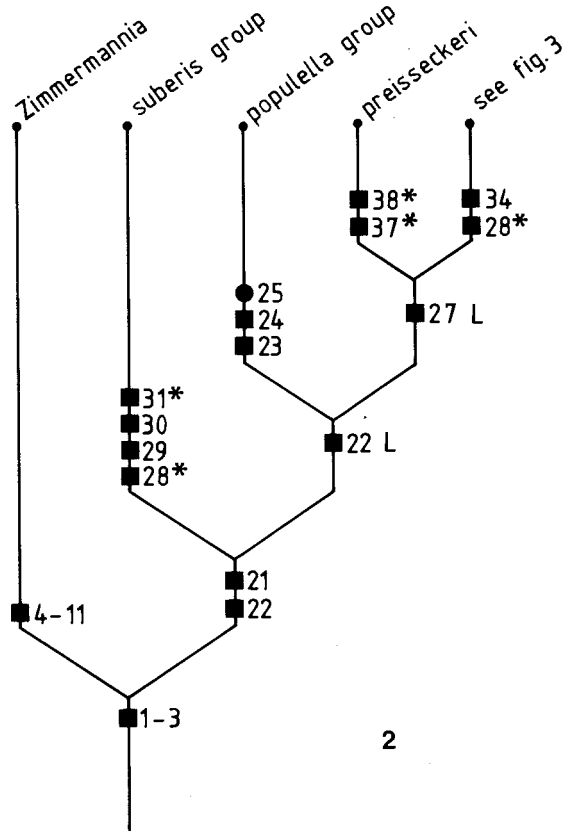 Zimmermannia
suberis group
populella group
preisseckeri
see fig. 3
38*
34
37*
28*
25
27 L
24
23
31*
30
22 L
29
28*
21
22
4-11
1-3
2